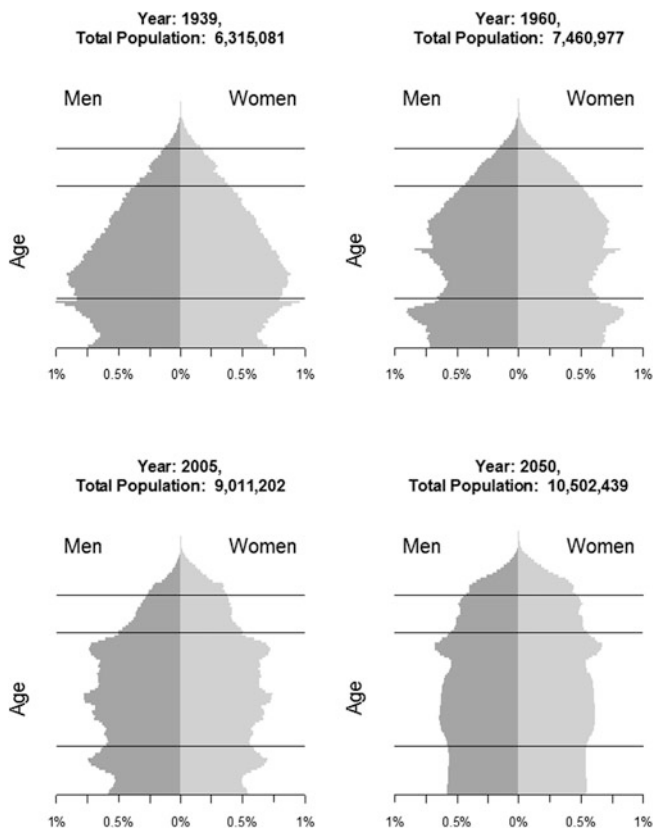 Year: 1939,
Total Population: 6,315,081
Men
Women
Age
1%
0.5%
0%
0.5%
1%
Year: 1960,
Total Population: 7,460,977
Men
Women
Age
1%
0.5%
0%
0.5%
1%
Year: 2005,
Total Population: 9,011,202
Men
Women
Age
1%
0.5%
0%
0.5%
1%
Year: 2050,
Total Population: 10,502,439
Men
Women
Age
1%
0.5%
0%
0.5%
1%